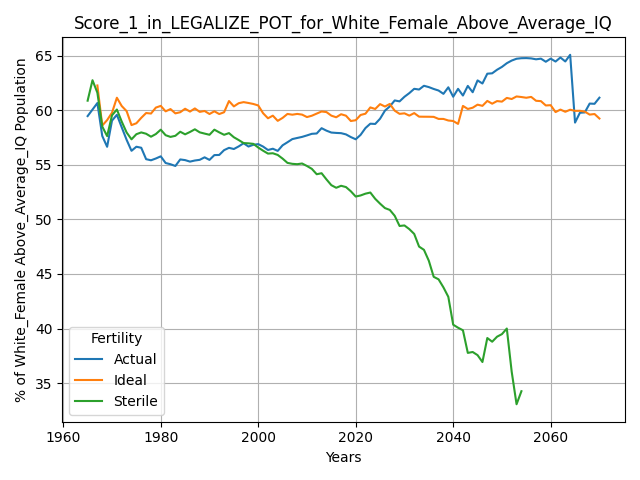 Score_1_in_LEGALIZE_POT_for_White_Female_Above_Average_IQ
% of White_Female Above_Average_IQ Population
65
60
55
50
45
40
35
Fertility
Actual
Ideal
Sterile
1960
1980
2000
2020
2040
2060
Years